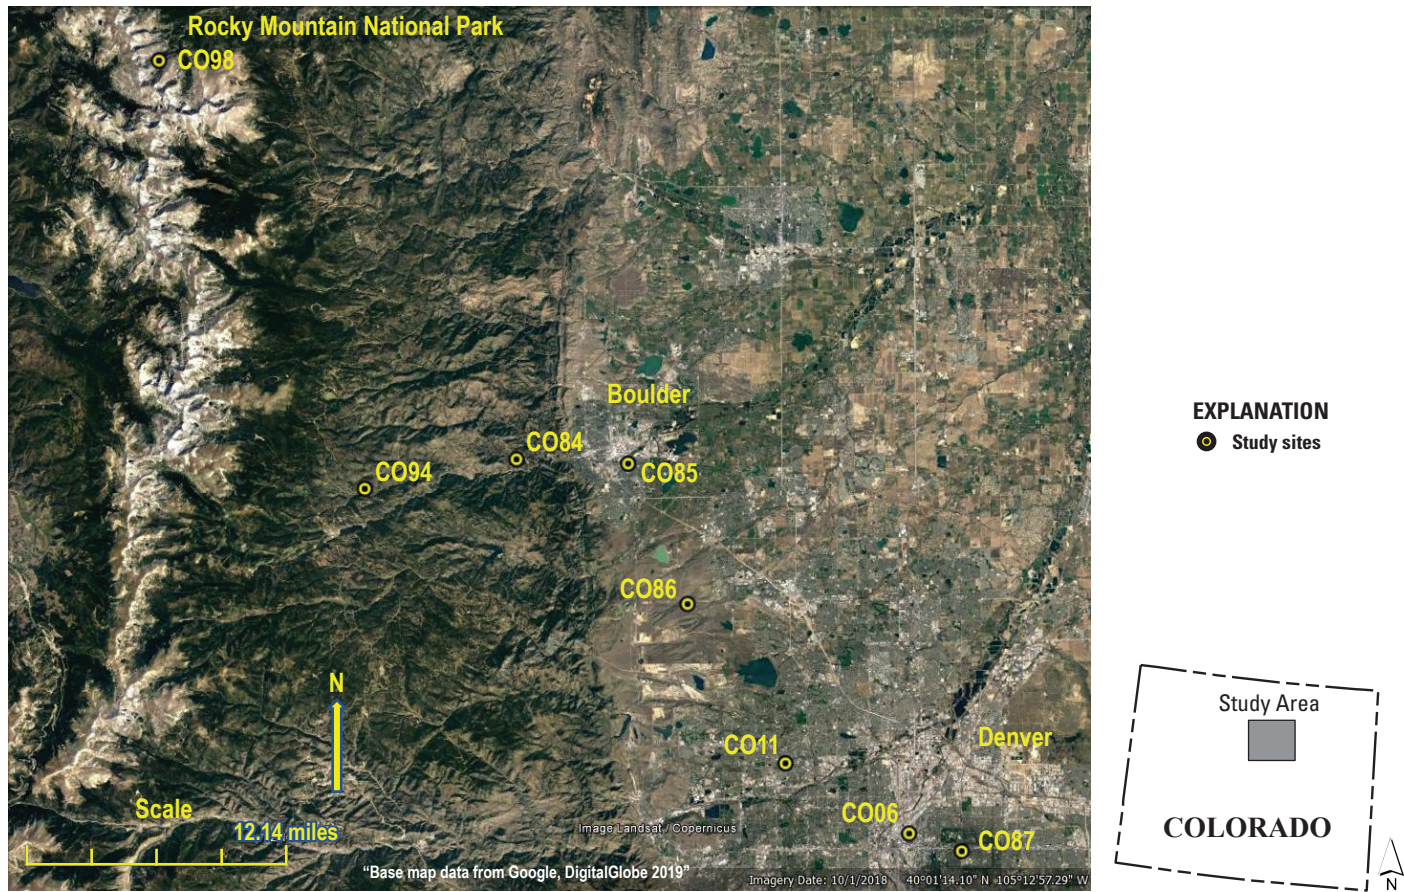 Rocky Mountain National Park
CO98
Boulder
CO84
CO94
CO85
CO86
N
CO11
Denver
Scale
12.14 miles
CO06
CO87
Image Landsat / Copernicus
“Base map data from Google, DigitalGlobe 2019”
Imagery Date: 10/1/2018 40°01'14.10" N 105°12'57.29" W
EXPLANATION
Study sites
Study Area
COLORADO
N